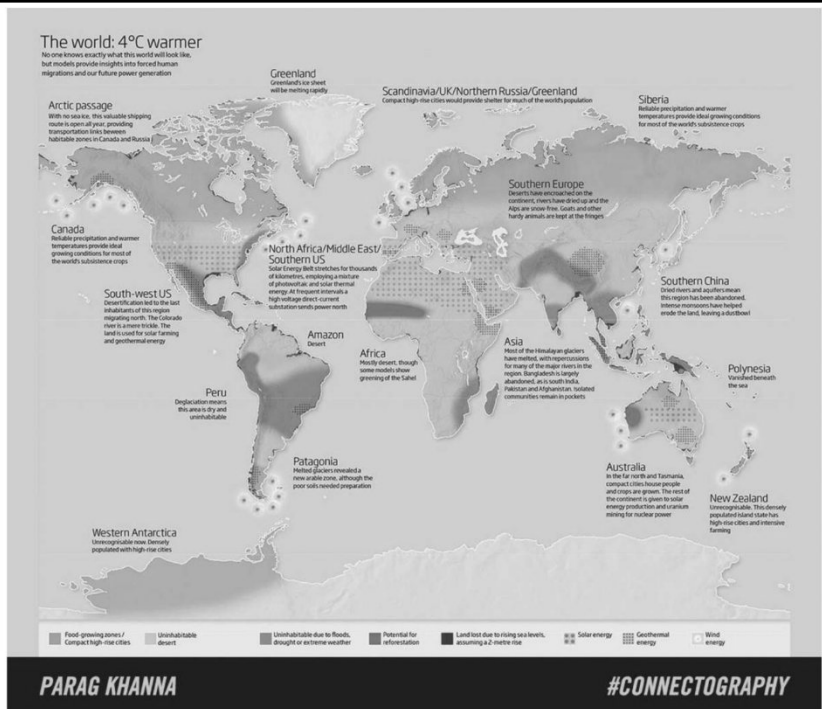 The world: 4°C warmer
No one knows exactly what this world will look like,
but models provide insights into forced human
migrations and our future power generation
Greenland
Greenland's ice sheet
will be melting rapidly
Scandinavia/UK/Northern Russia/Greenland
Compact high-rise cities would provide shelter for much of the world's population
Siberia
Reliable precipitation and warmer
temperatures provide ideal growing conditions
for most of the world's subsistence crops
Arctic passage
With no sea ice, this valuable shipping
route is open all year, providing
transportation links beween
habitable zones in Canada and Russia
Southern Europe
Deserts have encroached on the
continent, rivers have dried up and the
Alps are snow-free. Goats and other
hardy animals are kept at the fringes
Canada
Reliable precipitation and warmer
temperatures provide ideal
growing conditions for most of
the world's subsistence crops
North Africa/Middle East/
Southern US
Solar Energy Belt stretches for thousands
of kilometres, employing a mixture
of photovoltaic and solar thermal
energy. At frequent intervals a
high voltage direct-current
substation sends power north
South-west US
Desertification led to the last
inhabitants of this region
migrating north. The Colorado
river is a mere trickle. The
land is used for solar farming
and geothermal energy
Southern China
Dried rivers and aquifers mean
this region has been abandoned,
intense monsoons have helped
erode the land, leaving a dustbowl
Amazon
Desert
Africa
Mostly desert, though
some models show
greening of the Sahel
Asia
Most of the Himalayan glaciers
have melted, with repercussions
for many of the major rivers in the
region. Bangladesh is largely
abandoned, as is south India,
Pakistan and Afghanistan. Isolated
communities remain in pockets
Polynesia
Vanished beneath
the sea
Peru
Deglaciation means
this area is dry and
uninhabitable
Patagonia
Melted glaciers revealed a
new arable zone, although the
poor soils needed preparation
Australia
In the far north and Tasmania,
compact cities house people
and crops are grown. The rest of
the continent is given to solar
energy production and uranium
mining for nuclear power
New Zealand
Unrecognisable. This densely
populated island state has
high-rise cities and intensive
farming
Western Antarctica
Unrecognisable now. Densely
populated with high-rise cities
Food-growing zones/
Compact high-rise cities
Uninhabitable
desert
Uninhabitable due to floods,
drought or extreme weather
Potential for
reforestation
Land lost due to rising sea levels,
assuming a 2-metre rise
Solar energy
Geothermal
energy
Wind
energy
PARAG KHANNA
#CONNECTOGRAPHY